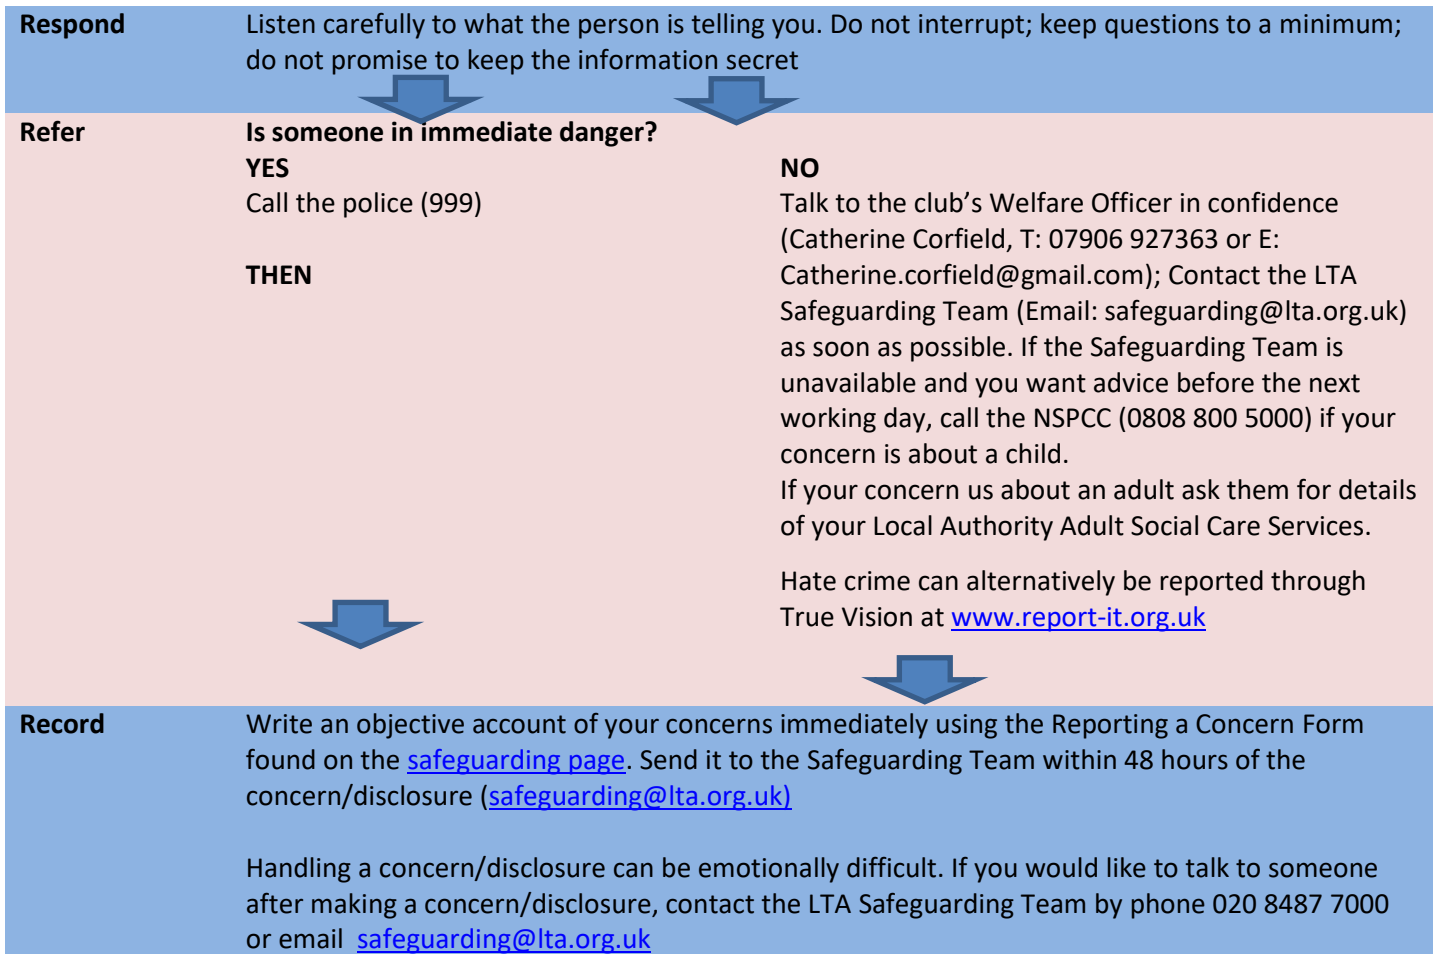 Respond
Listen carefully to what the person is telling you. Do not interrupt; keep questions to a minimum;
do not promise to keep the information secret
Refer
Is someone in immediate danger?
YES
Call the police (999)
THEN
NO
Talk to the club’s Welfare Officer in confidence
(Catherine Corfield, T: 07906 927363 or E:
Catherine.corfield@gmail.com); Contact the LTA
Safeguarding Team (Email: safeguarding@lta.org.uk)
as soon as possible. If the Safeguarding Team is
unavailable and you want advice before the next
working day, call the NSPCC (0808 800 5000) if your
concern is about a child.
If your concern us about an adult ask them for details
of your Local Authority Adult Social Care Services.
Hate crime can alternatively be reported through
True Vision at www.report-it.org.uk
Record
Write an objective account of your concerns immediately using the Reporting a Concern Form
found on the safeguarding page. Send it to the Safeguarding Team within 48 hours of the
concern/disclosure (safeguarding@lta.org.uk)
Handling a concern/disclosure can be emotionally difficult. If you would like to talk to someone
after making a concern/disclosure, contact the LTA Safeguarding Team by phone 020 8487 7000
or email safeguarding@lta.org.uk